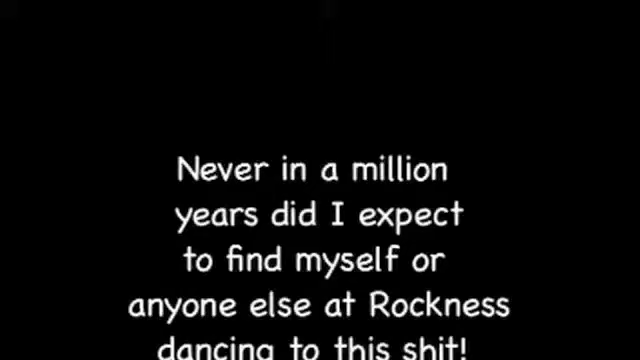 Never in a million
years did I expect
to find myself or
anyone else at Rockness
dancing to this shit!